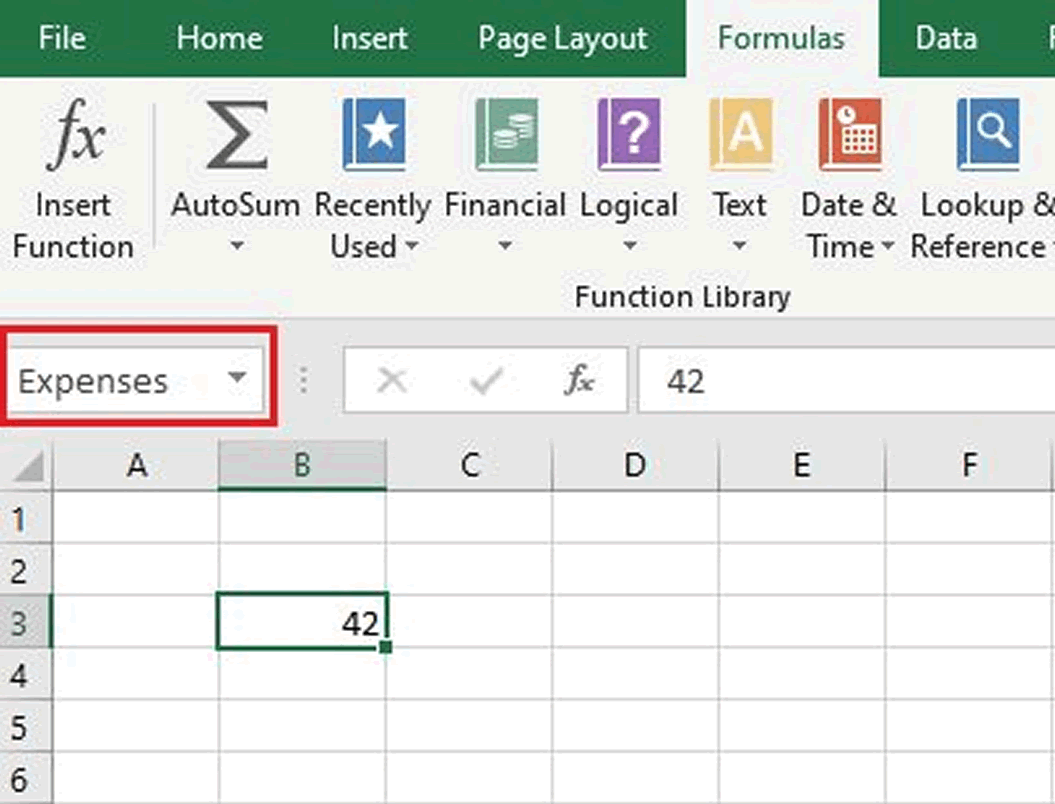 File Home Insert Page Layout Formulas Data
fx Σ ? A
Insert AutoSum Recently Financial Logical Text Date & Lookup &
Function Used Time Reference
Function Library
Expenses fx 42
A B C D E F
1
2
3 42
4
5
6